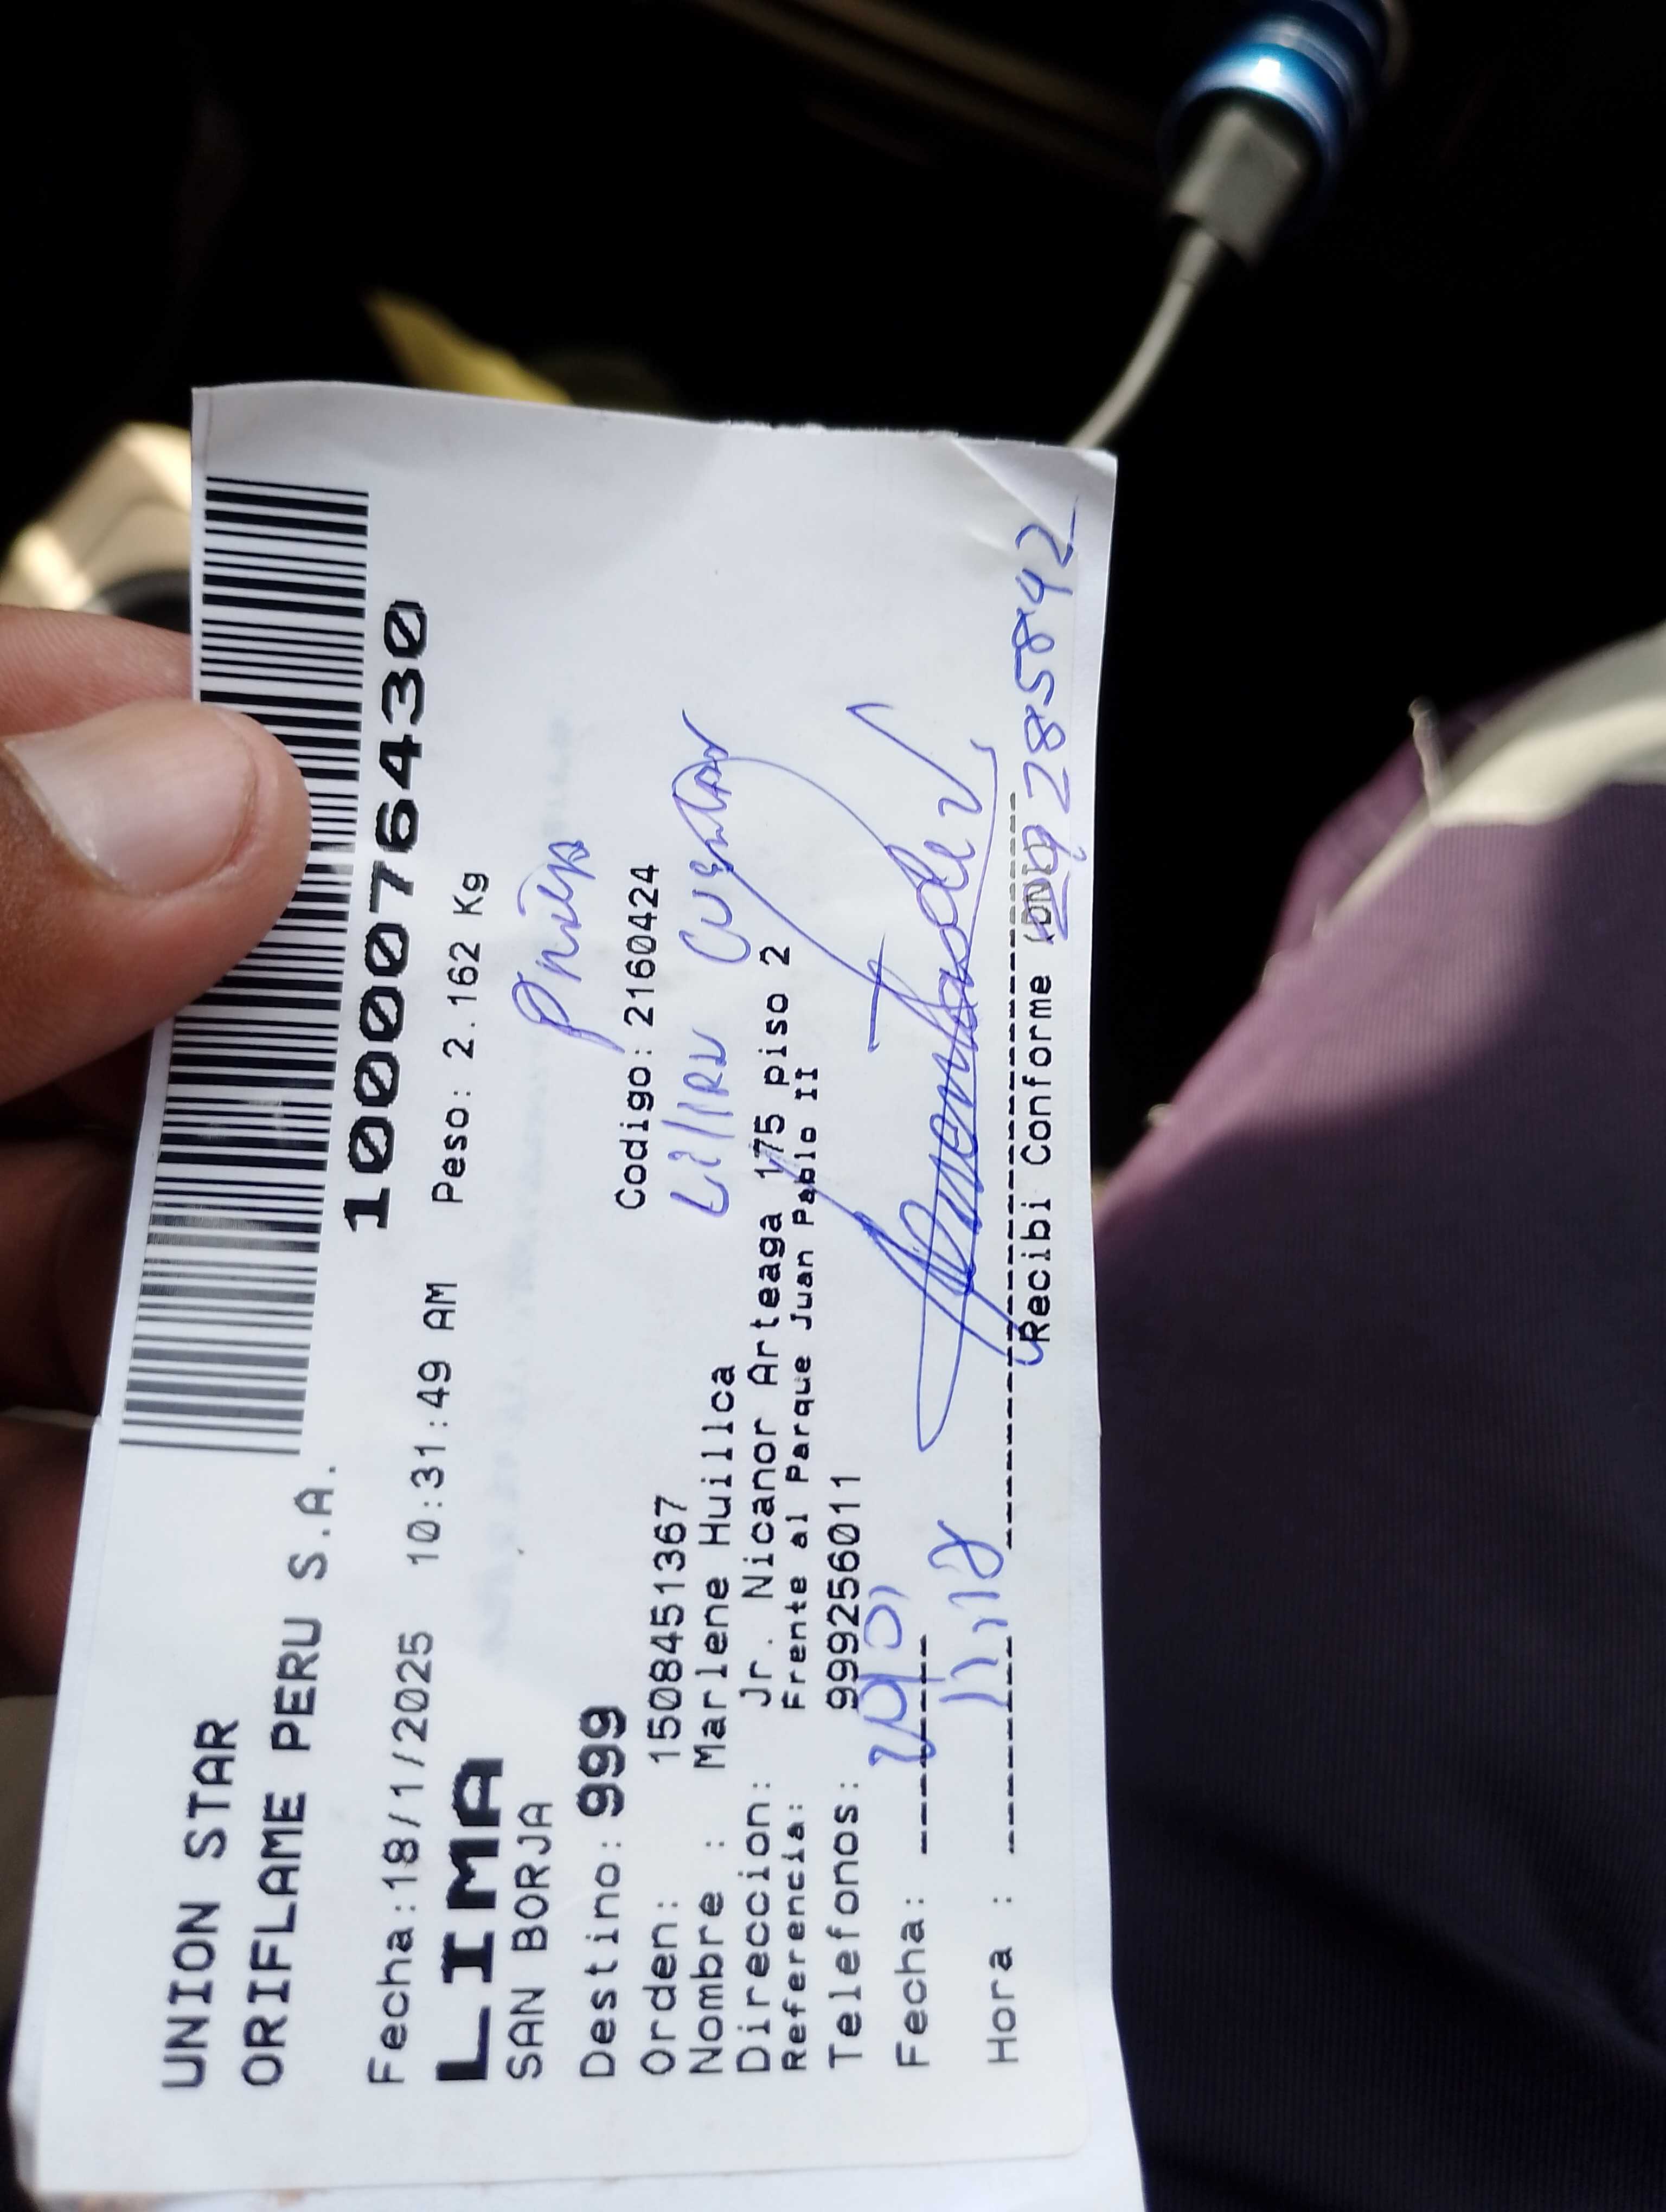 1000076430
UNION STAR
ORIFLAME PERU S.A.
Fecha:18/1/2025 10:31:49 AM Peso: 2.162 Kg
LIMA
SAN BORJA
Destino: 999
Orden: 1508451367 Codigo: 2160424
Nombre : Marlene Huillca
Direccion: Jr. Nicanor Arteaga 175 piso 2
Referencia: Frente al Parque Juan Pablo II
Telefonos: 999256011
Fecha:
Hora :
Recibi Conforme
285842